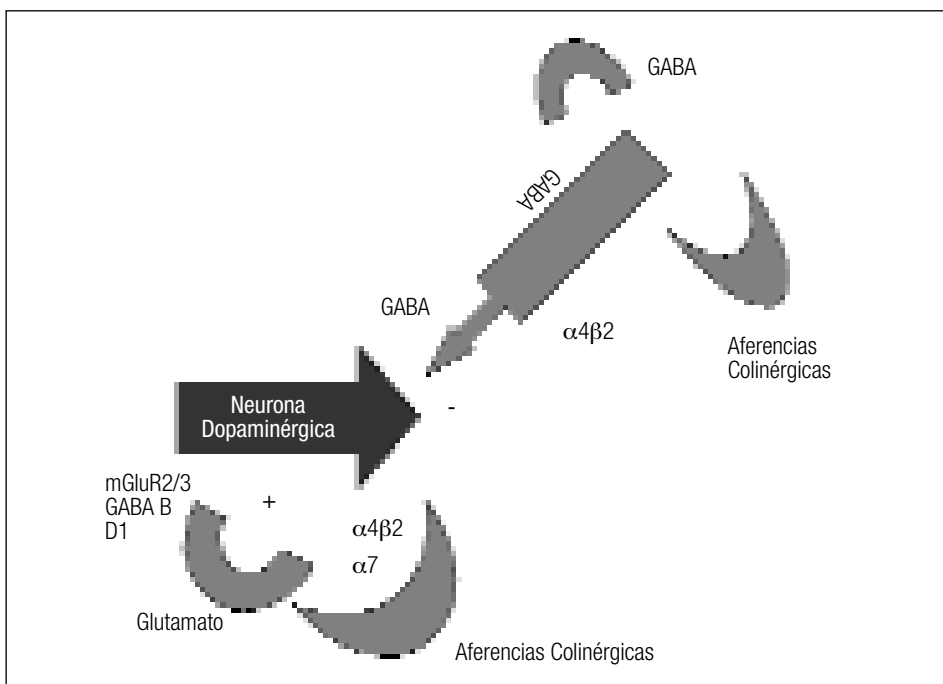 GABA
GABA
GABA
α4β2
Aferencias
Colinérgicas
Neurona
Dopaminérgica
-
mGluR2/3
GABA B
D1
+
α4β2
α7
Glutamato
Aferencias Colinérgicas